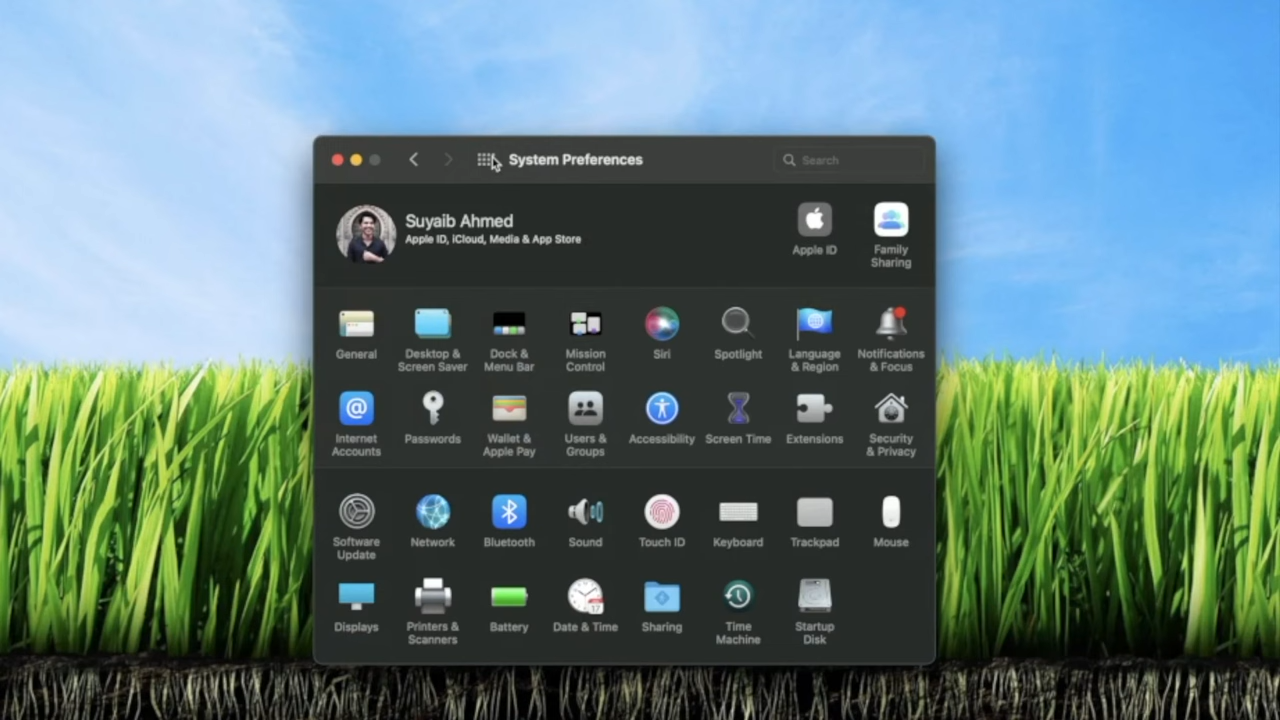 System Preferences
Search
Suyaib Ahmed
Apple ID, iCloud, Media & App Store
Apple ID
Family
Sharing
General
Desktop &
Screen Saver
Dock &
Menu Bar
Mission
Control
Siri
Spotlight
Language
& Region
Notifications
& Focus
Internet
Accounts
Passwords
Wallet &
Apple Pay
Users &
Groups
Accessibility
Screen Time
Extensions
Security
& Privacy
Software
Update
Network
Bluetooth
Sound
Touch ID
Keyboard
Trackpad
Mouse
Displays
Printers &
Scanners
Battery
17
Date & Time
Sharing
Time
Machine
Startup
Disk